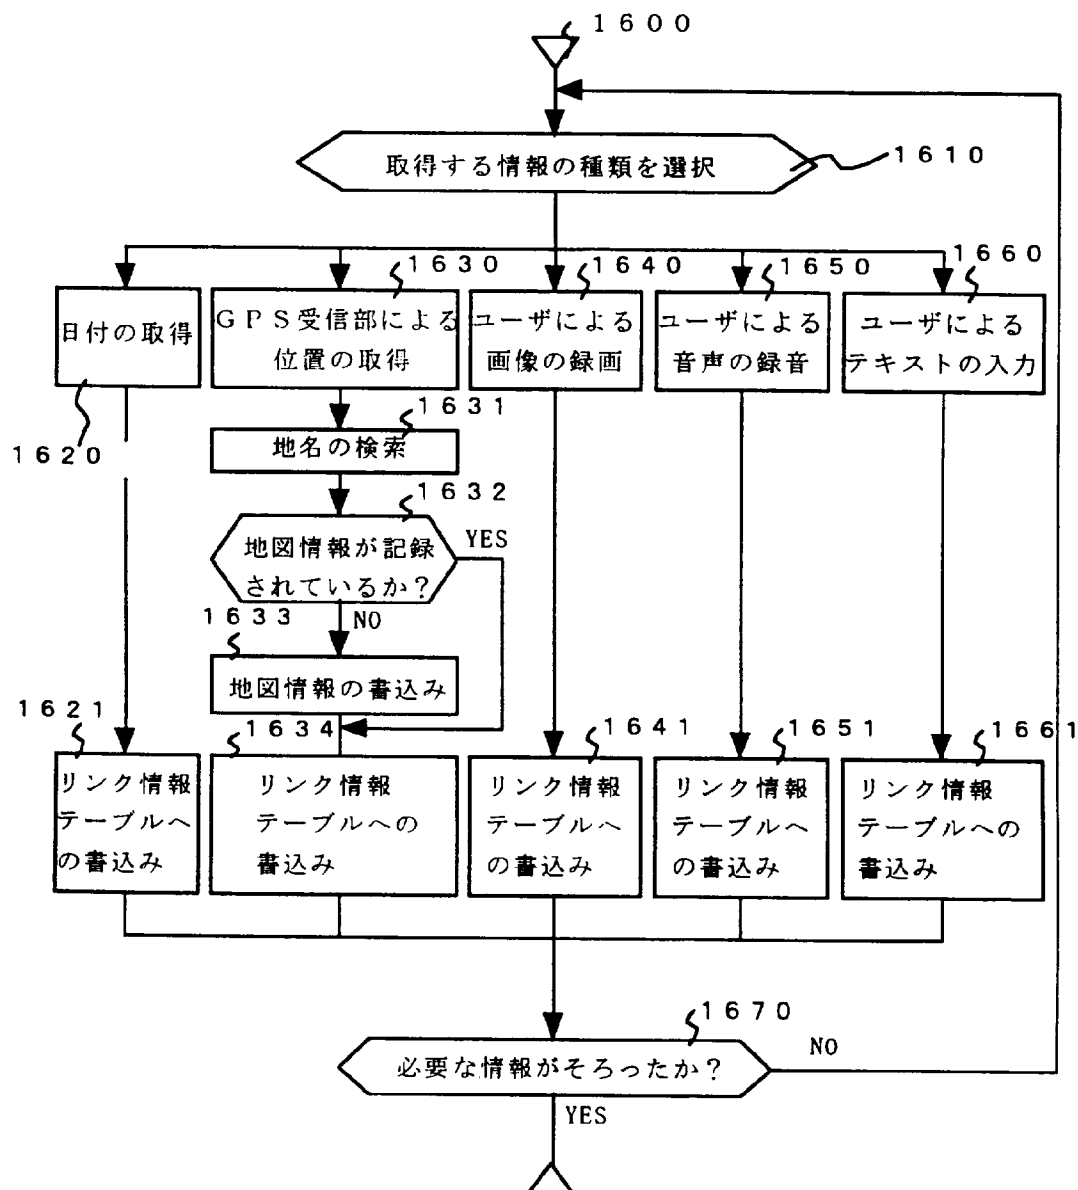 1600
取得する情報の種類を選択
1610
1630
1640
1650
1660
日付の取得
GPS受信部による
位置の取得
ユーザによる
画像の録画
ユーザによる
音声の録音
ユーザによる
テキストの入力
1620
1631
地名の検索
1632
地図情報が記録
されているか?
YES
NO
1633
地図情報の書込み
1621
1634
1641
1651
1661
リンク情報
テーブルへ
の書込み
リンク情報
テーブルへの
書込み
リンク情報
テーブルへ
の書込み
リンク情報
テーブルへ
の書込み
リンク情報
テーブルへの
書込み
1670
必要な情報がそろったか?
NO
YES